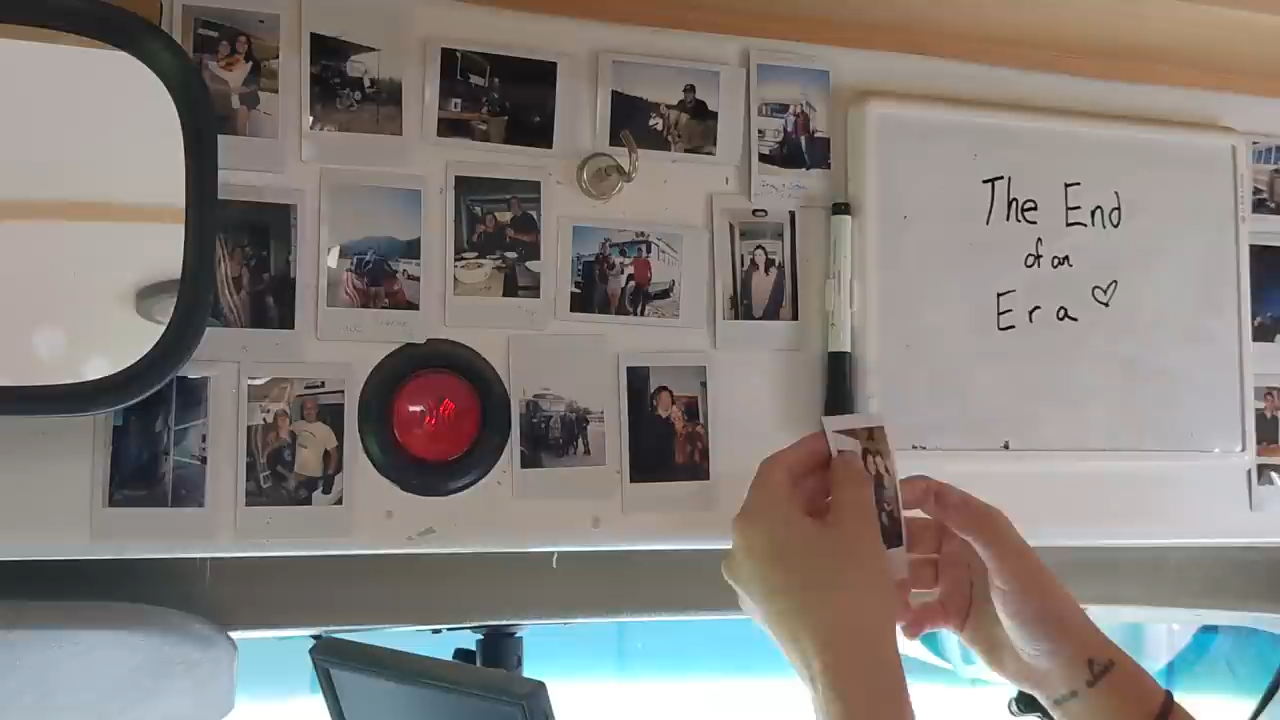 The End
of an
Era ♡